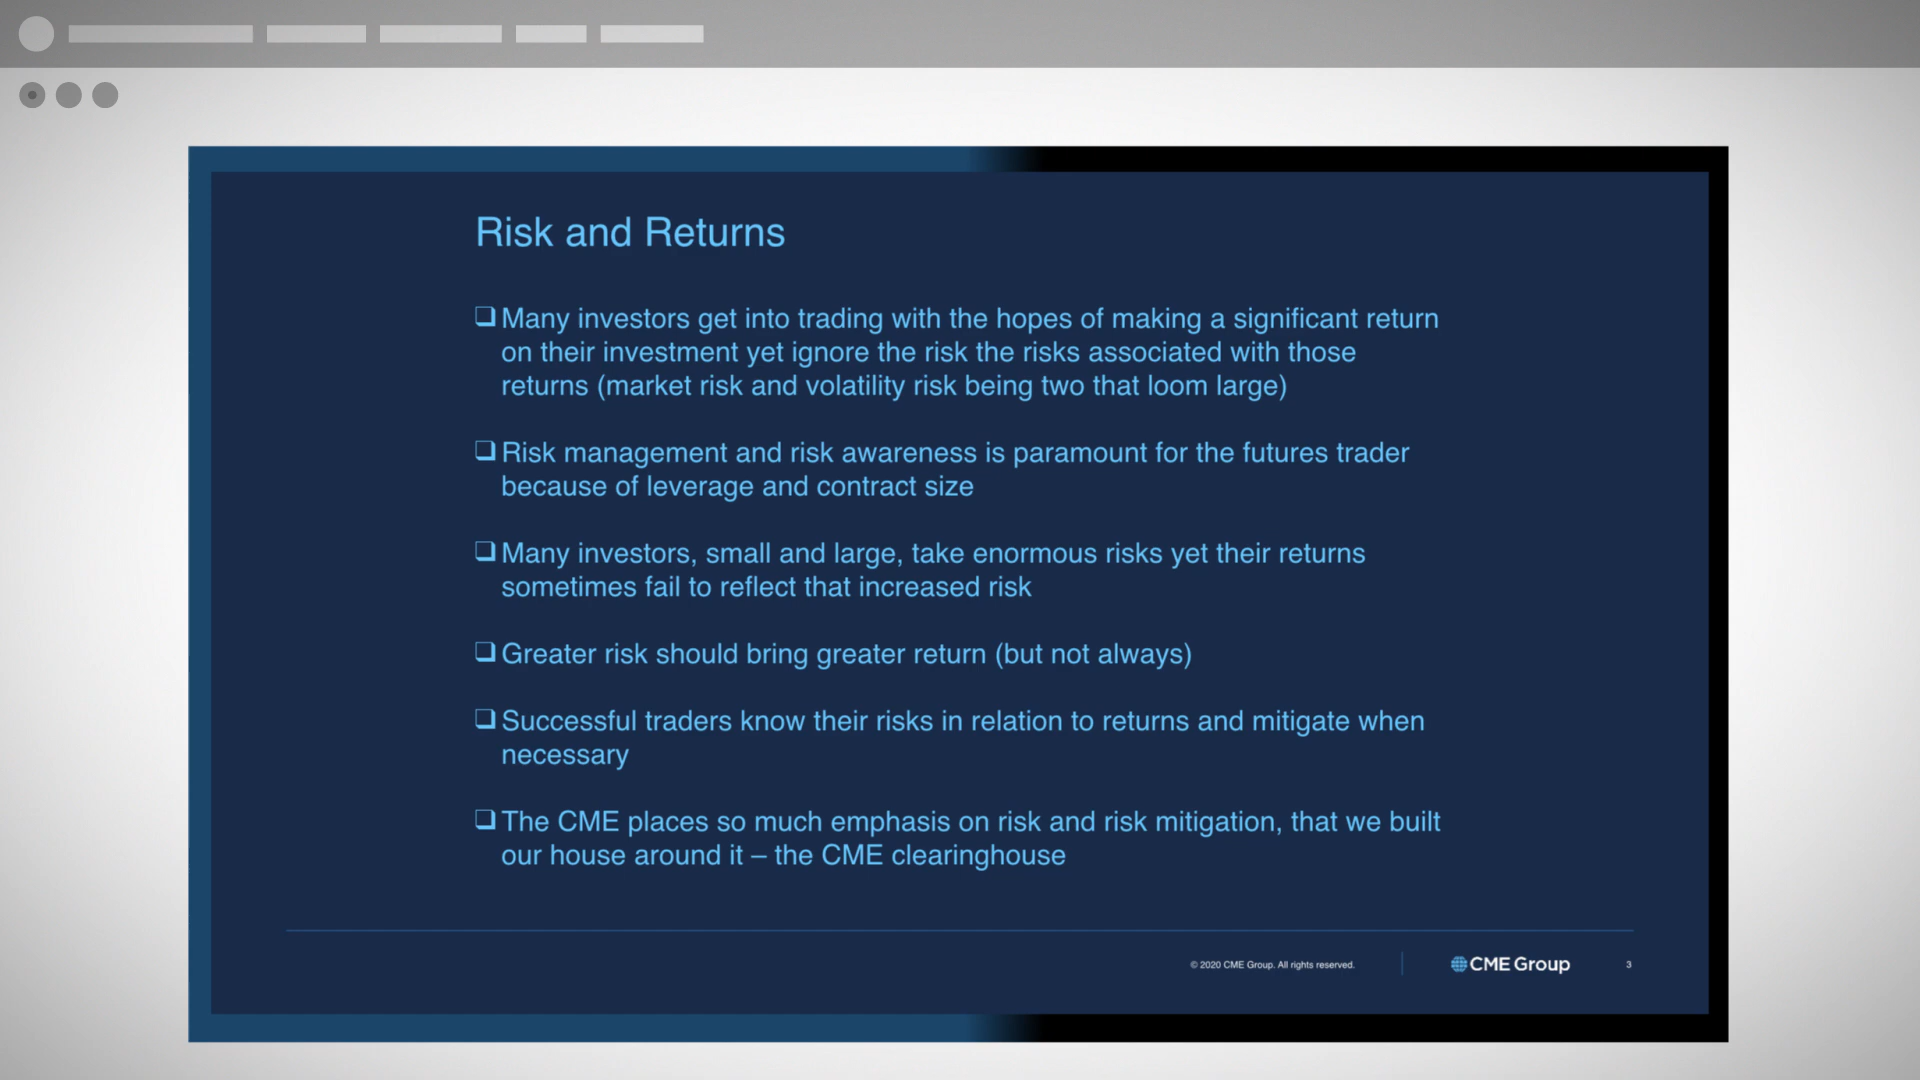 Risk and Returns
❑ Many investors get into trading with the hopes of making a significant return
on their investment yet ignore the risk the risks associated with those
returns (market risk and volatility risk being two that loom large)
❑ Risk management and risk awareness is paramount for the futures trader
because of leverage and contract size
❑ Many investors, small and large, take enormous risks yet their returns
sometimes fail to reflect that increased risk
❑ Greater risk should bring greater return (but not always)
❑ Successful traders know their risks in relation to returns and mitigate when
necessary
❑ The CME places so much emphasis on risk and risk mitigation, that we built
our house around it – the CME clearinghouse
© 2020 CME Group. All rights reserved.
CME Group
3